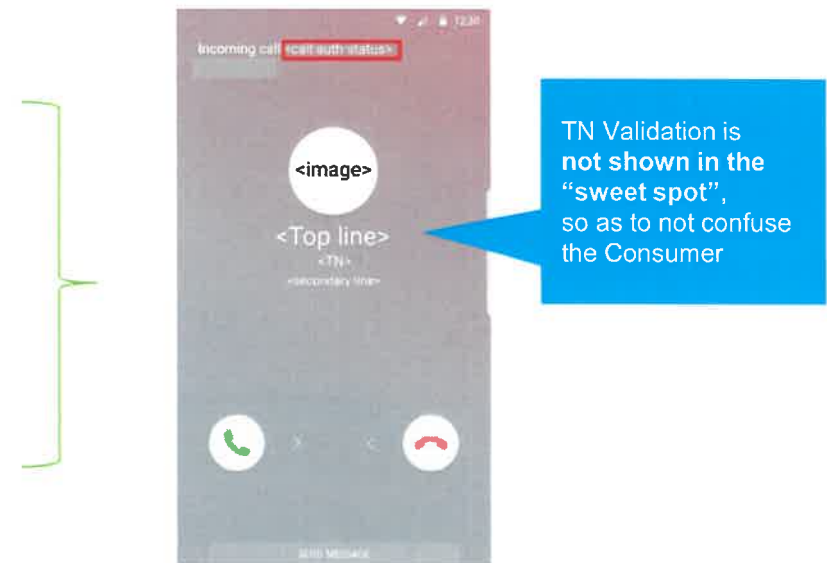 12:30
Incoming call <call auth status>
<image>
<Top line>
<TN>
<secondary line>
SEND MESSAGE
TN Validation is
not shown in the
“sweet spot”,
so as to not confuse
the Consumer